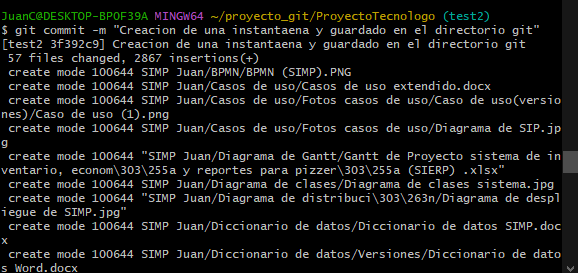 JuanC@DESKTOP-BPOF39A MINGW64 ~/proyecto_git/ProyectoTecnologo (test2)
$ git commit -m "Creacion de una instantaena y guardado en el directorio git"
[test2 3f392c9] Creacion de una instantaena y guardado en el directorio git
 57 files changed, 2867 insertions(+)
 create mode 100644 SIMP Juan/BPMN/BPMN (SIMP).PNG
 create mode 100644 SIMP Juan/Casos de uso/Casos de uso extendido.docx
 create mode 100644 SIMP Juan/Casos de uso/Fotos casos de uso/Caso de uso(versio
nes)/Caso de uso (1).png
 create mode 100644 SIMP Juan/Casos de uso/Fotos casos de uso/Diagrama de SIP.jp
g
 create mode 100644 "SIMP Juan/Diagrama de Gantt/Gantt de Proyecto sistema de in
ventario, econom\303\255a y reportes para pizzer\303\255a (SIERP) .xlsx"
 create mode 100644 SIMP Juan/Diagrama de clases/Diagrama de clases sistema.jpg
 create mode 100644 "SIMP Juan/Diagrama de distribuci\303\263n/Diagrama de despl
iegue de SIMP.jpg"
 create mode 100644 SIMP Juan/Diccionario de datos/Diccionario de datos SIMP.doc
x
 create mode 100644 SIMP Juan/Diccionario de datos/Versiones/Diccionario de dato
s Word.docx